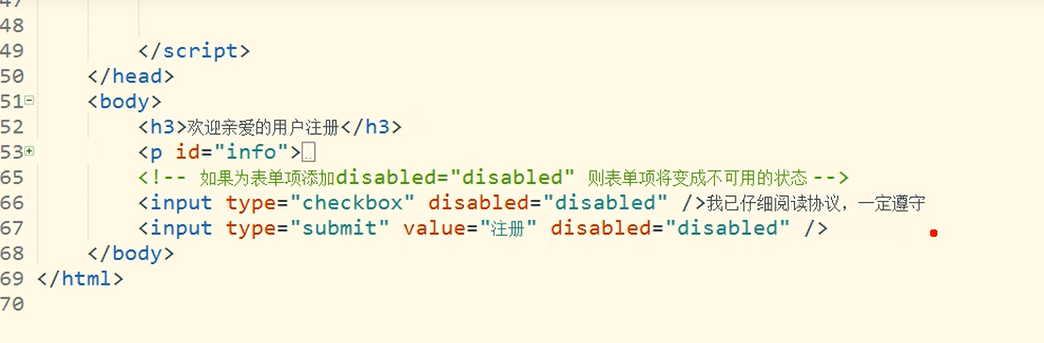 47
48
49 </script>
50 </head>
51 <body>
52 <h3>欢迎亲爱的用户注册</h3>
53 <p id="info">..
65 <!-- 如果为表单项添加disabled="disabled" 则表单项将变成不可用的状态 -->
66 <input type="checkbox" disabled="disabled" />我已仔细阅读协议，一定遵守
67 <input type="submit" value="注册" disabled="disabled" />
68 </body>
69 </html>
70